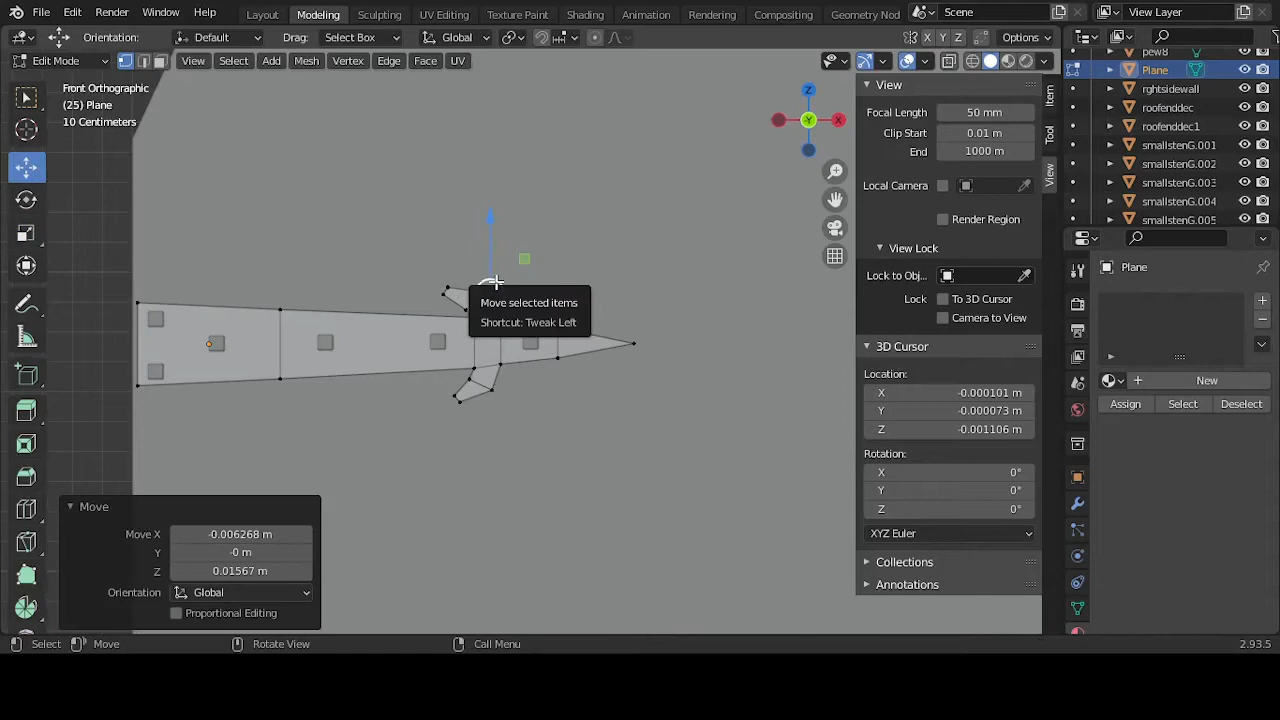 File Edit Render Window Help Layout Modeling Sculpting UV Editing Texture Paint Shading Animation Rendering Compositing Geometry Nod Scene View Layer
Orientation: Default Drag: Select Box Global X Y Z Options
Edit Mode View Select Add Mesh Vertex Edge Face UV
Front Orthographic
(25) Plane
10 Centimeters
Z
Y
X
Move selected items
Shortcut: Tweak Left
View
Focal Length 50 mm
Clip Start 0.01 m
End 1000 m
Local Camera
Render Region
View Lock
Lock to Obj...
Lock To 3D Cursor
Camera to View
3D Cursor
Location:
X -0.000101 m
Y -0.000073 m
Z -0.001106 m
Rotation:
X 0°
Y 0°
Z 0°
XYZ Euler
Collections
Annotations
Item
Tool
View
pew8
Plane
rghtsidewall
roofenddec
roofenddec1
smallstenG.001
smallstenG.002
smallstenG.003
smallstenG.004
smallstenG.005
Plane
New
Assign Select Deselect
Move
Move X -0.006268 m
Y -0 m
Z 0.01567 m
Orientation Global
Proportional Editing
Select Move Rotate View Call Menu 2.93.5